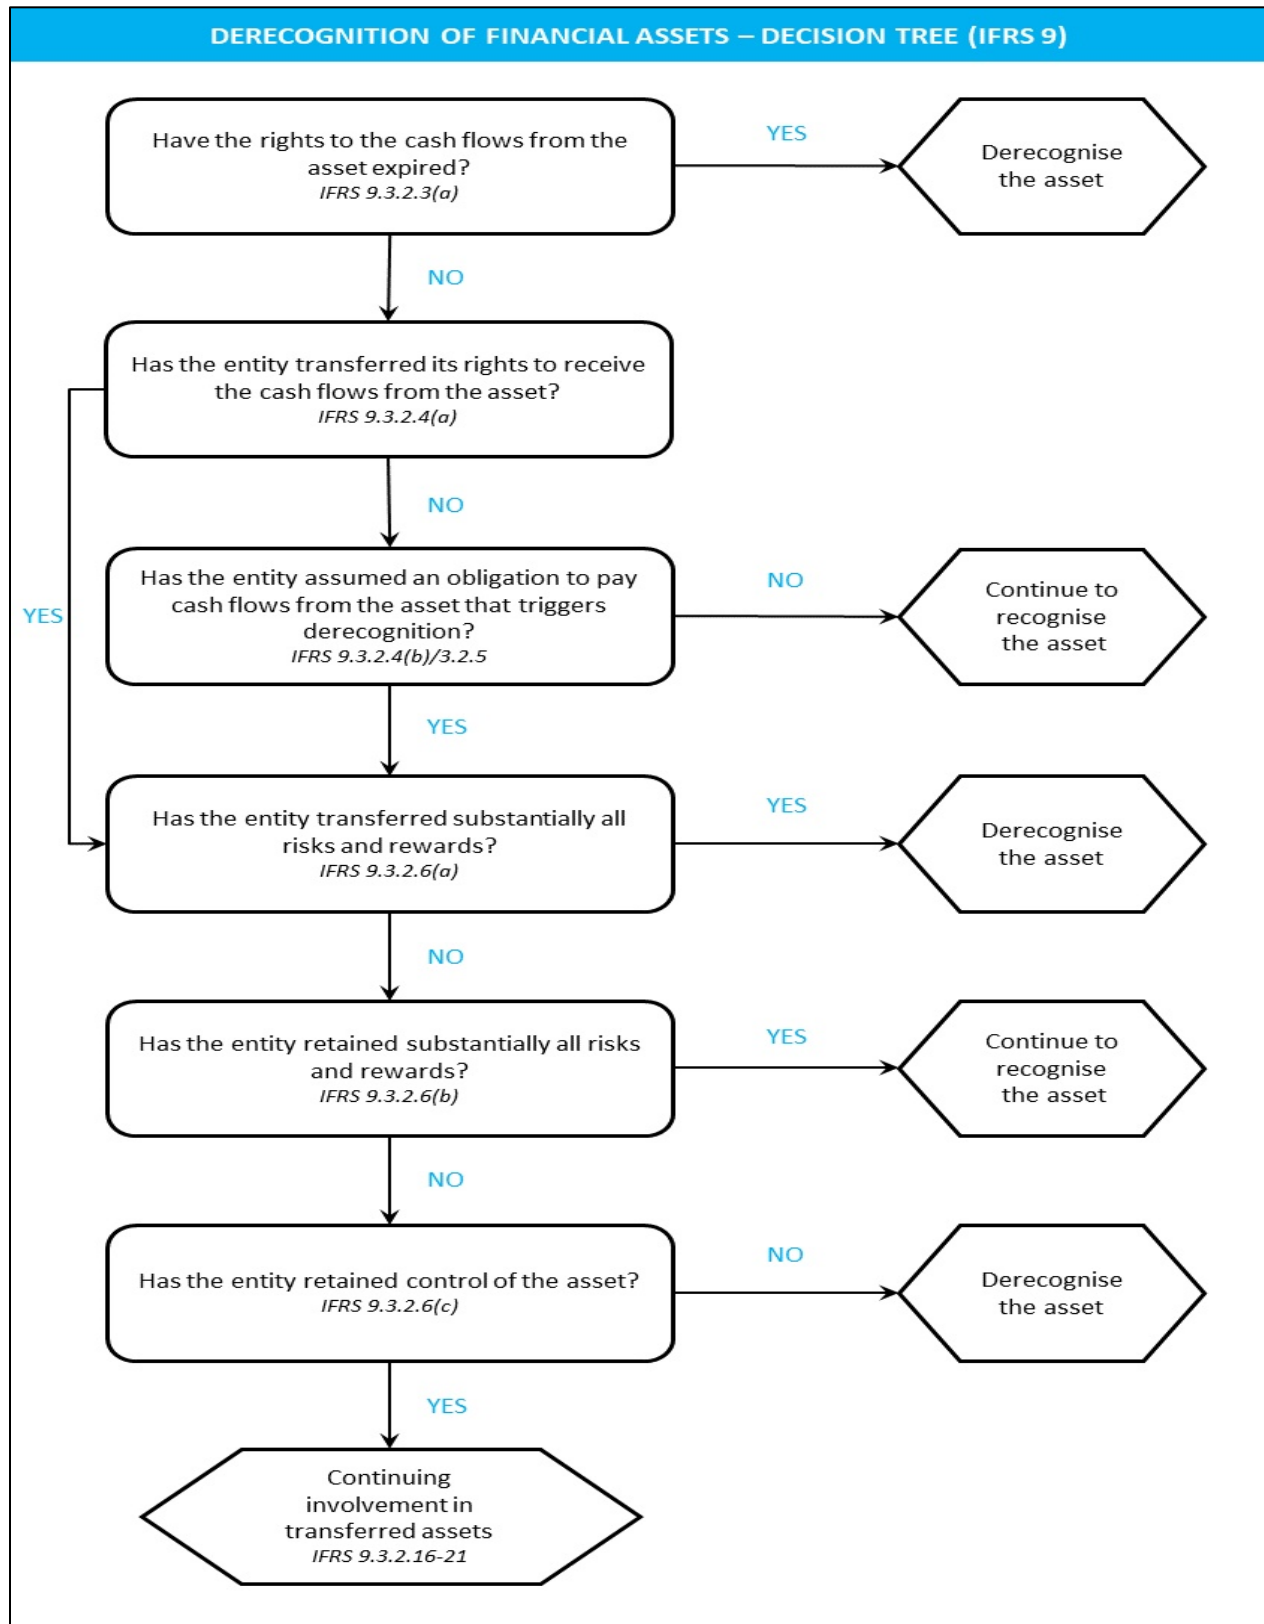 DERECOGNITION OF FINANCIAL ASSETS – DECISION TREE (IFRS 9)
Have the rights to the cash flows from the
asset expired?
IFRS 9.3.2.3(a)
YES
Derecognise
the asset
NO
Has the entity transferred its rights to receive
the cash flows from the asset?
IFRS 9.3.2.4(a)
NO
YES
Has the entity assumed an obligation to pay
cash flows from the asset that triggers
derecognition?
IFRS 9.3.2.4(b)/3.2.5
NO
Continue to
recognise
the asset
YES
Has the entity transferred substantially all
risks and rewards?
IFRS 9.3.2.6(a)
YES
Derecognise
the asset
NO
Has the entity retained substantially all risks
and rewards?
IFRS 9.3.2.6(b)
YES
Continue to
recognise
the asset
NO
Has the entity retained control of the asset?
IFRS 9.3.2.6(c)
NO
Derecognise
the asset
YES
Continuing
involvement in
transferred assets
IFRS 9.3.2.16-21